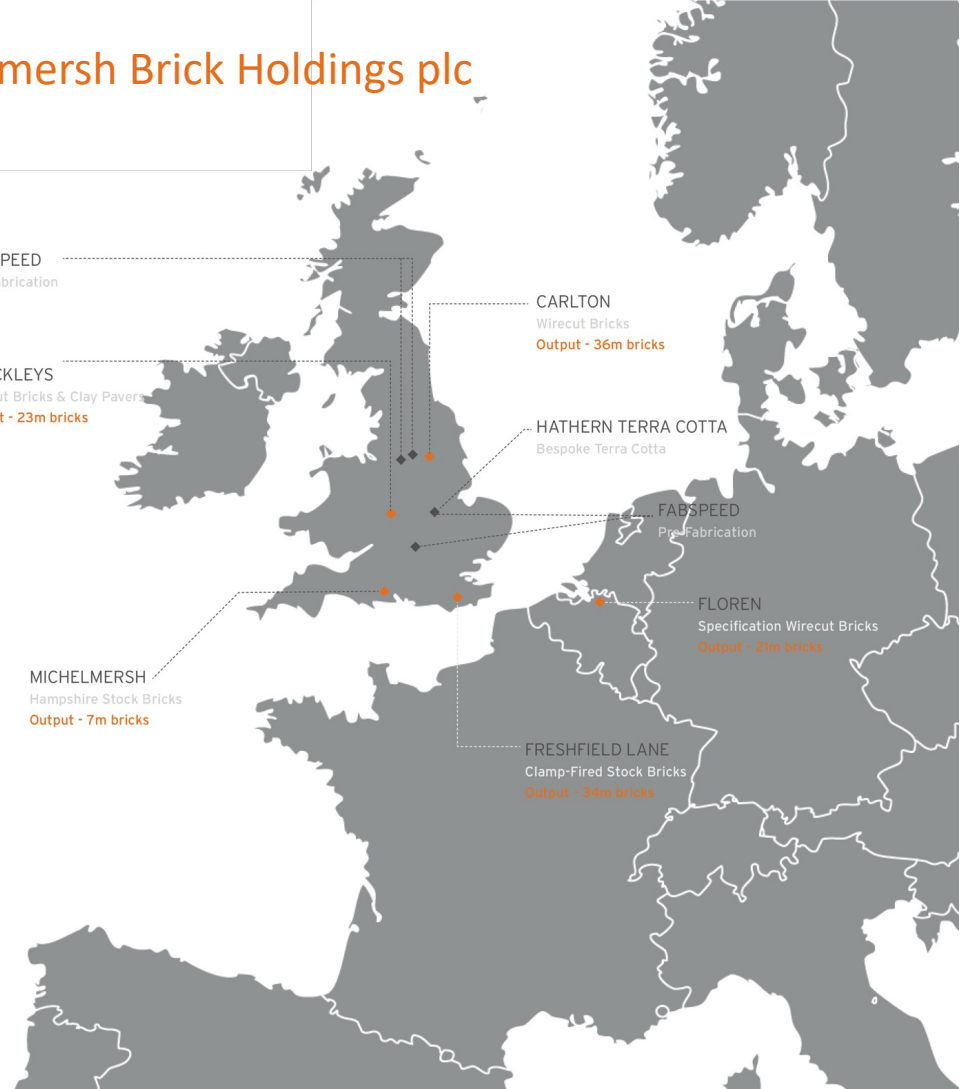 mersh Brick Holdings plc
PEED
brication
CARLTON
Wirecut Bricks
Output - 36m bricks
CKLEYS
ut Bricks & Clay Pavers
t - 23m bricks
HATHERN TERRA COTTA
Bespoke Terra Cotta
FABSPEED
Pre Fabrication
FLOREN
Specification Wirecut Bricks
Output - 21m bricks
MICHELMERSH
Hampshire Stock Bricks
Output - 7m bricks
FRESHFIELD LANE
Clamp-Fired Stock Bricks
Output - 34m bricks